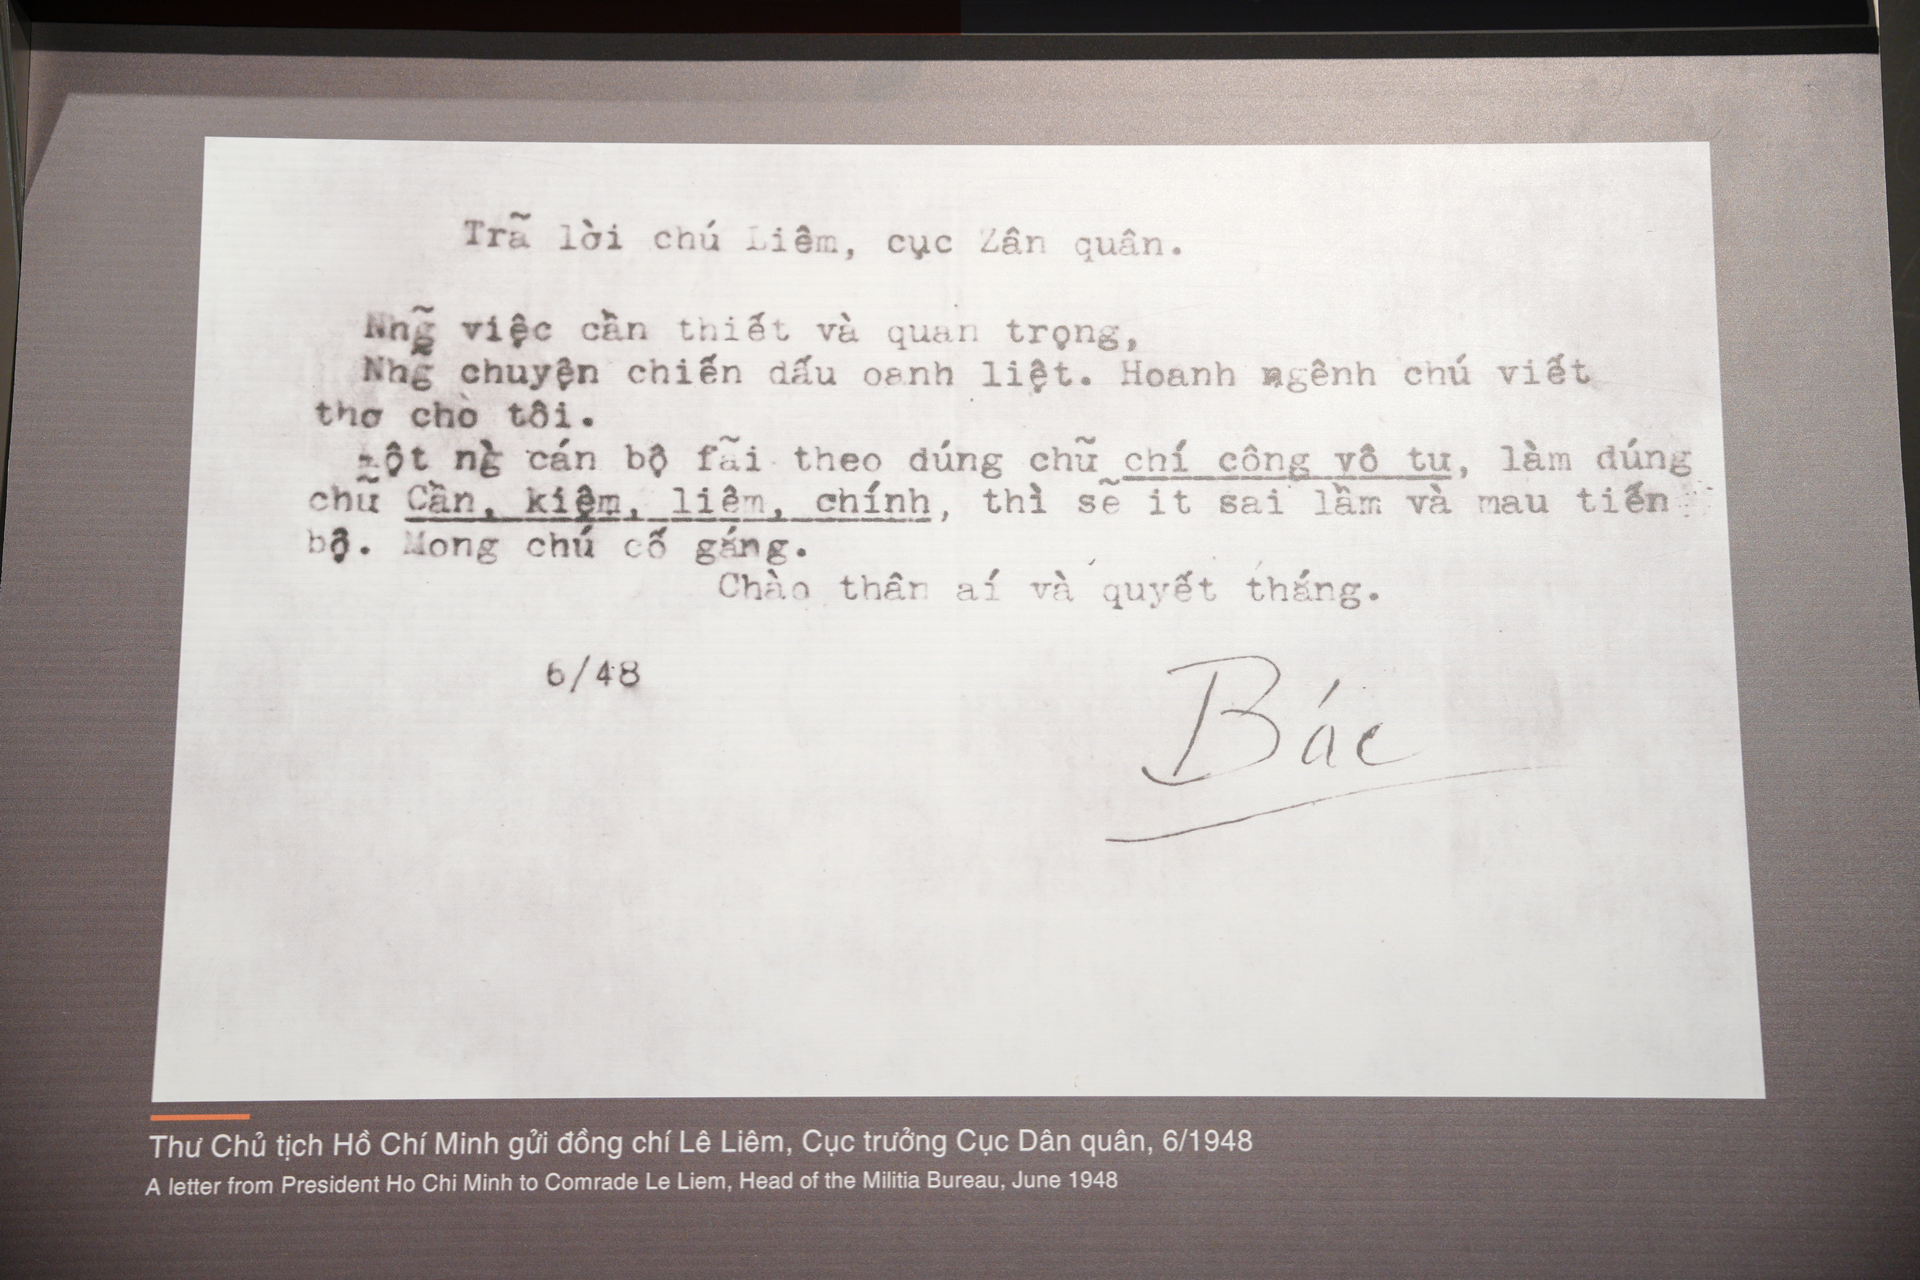 Trã lời chú Liêm, cục Zân quân.
Nhg̃ việc cần thiết và quan trọng,
Nhg̃ chuyện chiến dấu oanh liệt. Hoanh ngênh chú viết
thơ cho tôi.
Một ng̀ cán bộ fãi theo dúng chữ chí công vô tư, làm dúng
chữ Cần, kiệm, liêm, chính, thì sẽ it sai lầm và mau tiến
bộ. Mong chú cố gắng.
Chào thân aí và quyết thắng.
6/48
Bác
Thư Chủ tịch Hồ Chí Minh gửi đồng chí Lê Liêm, Cục trưởng Cục Dân quân, 6/1948
A letter from President Ho Chi Minh to Comrade Le Liem, Head of the Militia Bureau, June 1948